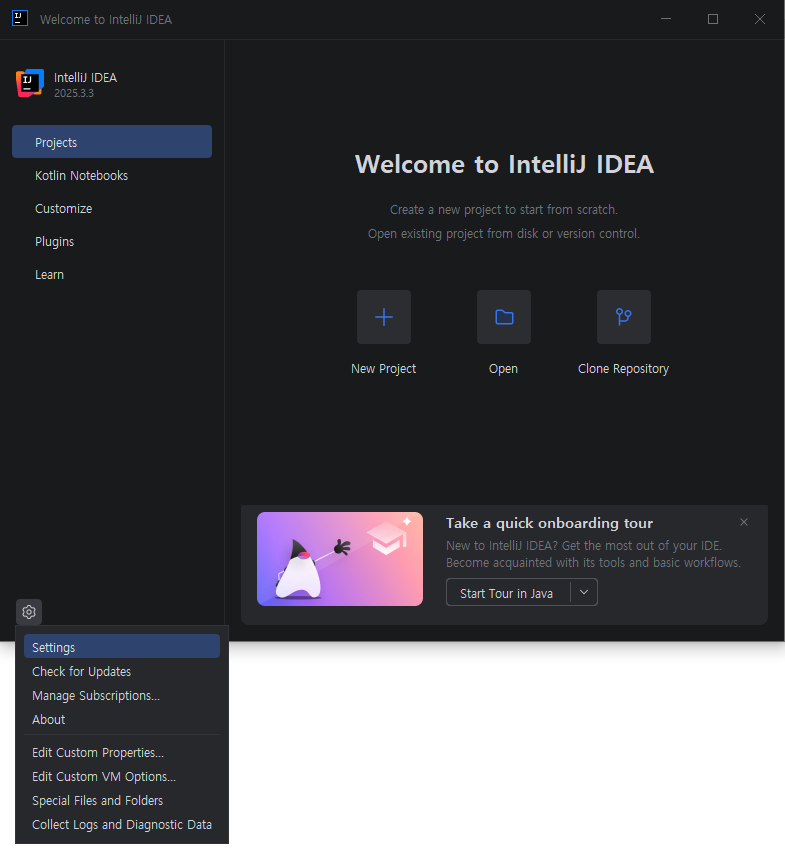 Welcome to IntelliJ IDEA
IntelliJ IDEA
2025.3.3
Projects
Kotlin Notebooks
Customize
Plugins
Learn
Welcome to IntelliJ IDEA
Create a new project to start from scratch.
Open existing project from disk or version control.
New Project
Open
Clone Repository
Take a quick onboarding tour
New to IntelliJ IDEA? Get the most out of your IDE.
Become acquainted with its tools and basic workflows.
Start Tour in Java
Settings
Check for Updates
Manage Subscriptions...
About
Edit Custom Properties...
Edit Custom VM Options...
Special Files and Folders
Collect Logs and Diagnostic Data